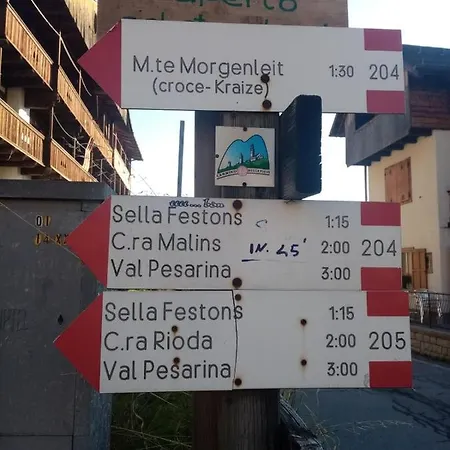 M.te Morgenleit 1:30 204
(croce-Kraize)
Sella Festons 1:15
C.ra Malins IN. 45' 2:00 204
Val Pesarina 3:00
Sella Festons 1:15
C.ra Rioda 2:00 205
Val Pesarina 3:00